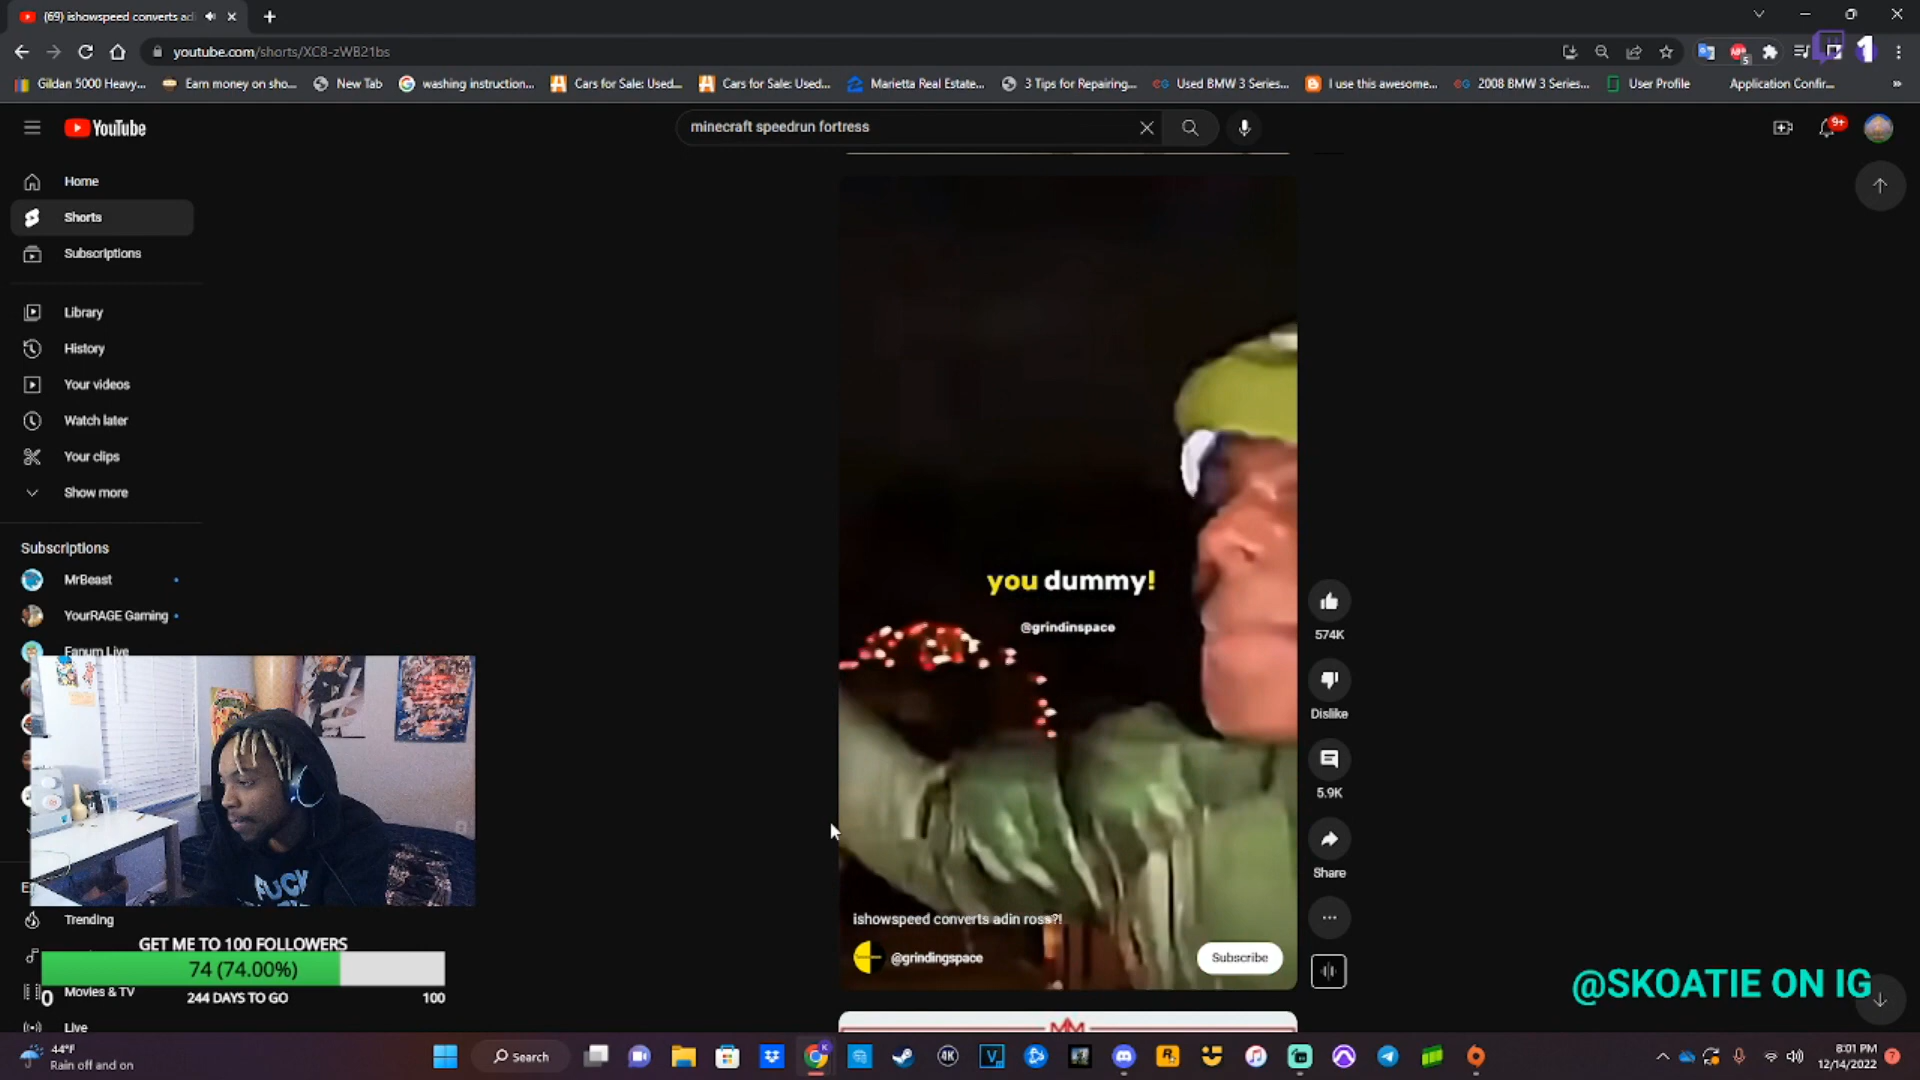 (69) ishowspeed converts adi
youtube.com/shorts/XC8-zWB21bs
Gildan 5000 Heavy...
Earn money on sho...
New Tab
washing instruction...
Cars for Sale: Used...
Cars for Sale: Used...
Marietta Real Estate...
3 Tips for Repairing...
Used BMW 3 Series...
I use this awesome...
2008 BMW 3 Series...
User Profile
Application Confir...
YouTube
minecraft speedrun fortress
9+
Home
Shorts
Subscriptions
Library
History
Your videos
Watch later
Your clips
Show more
Subscriptions
MrBeast
YourRAGE Gaming
Fanum Live
you dummy!
@grindinspace
574K
Dislike
5.9K
Share
FUCK
Trending
Movies & TV
Live
GET ME TO 100 FOLLOWERS
74 (74.00%)
0
244 DAYS TO GO
100
ishowspeed converts adin ross?!
@grindingspace
Subscribe
@SKOATIE ON IG
44°F
Rain off and on
Search
8:01 PM
12/14/2022